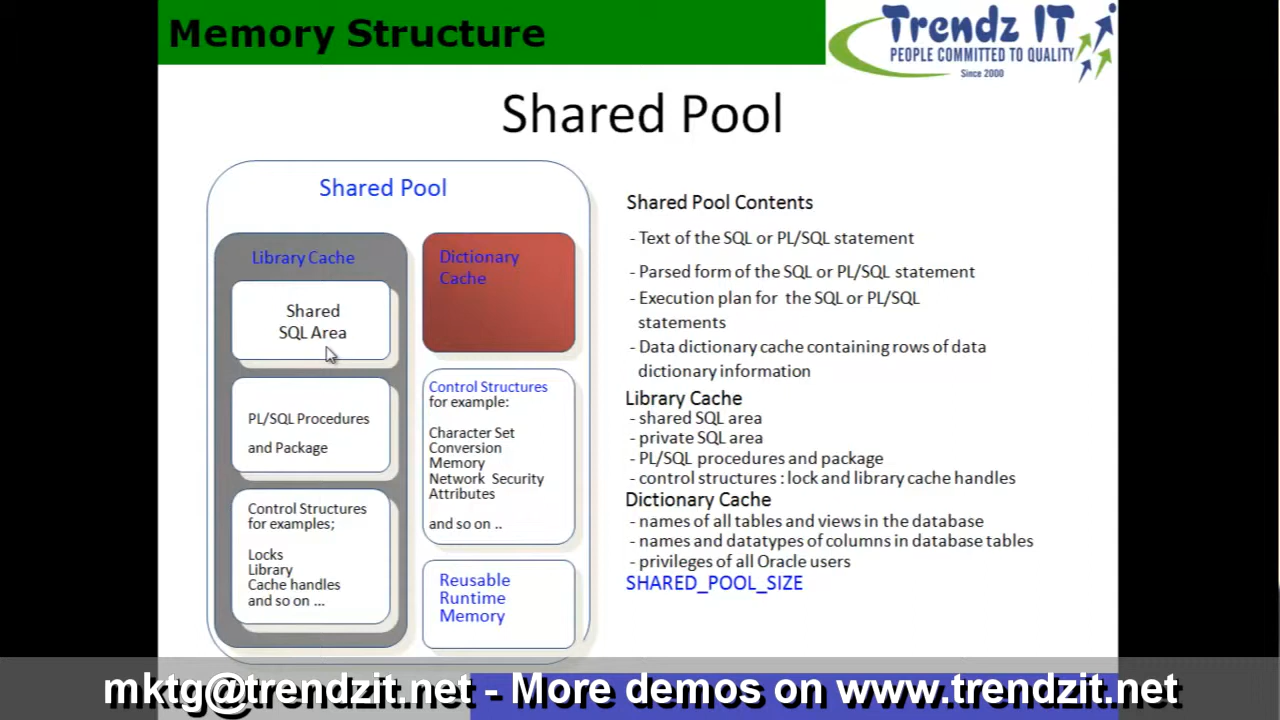 Memory Structure
Trendz IT
PEOPLE COMMITTED TO QUALITY
Since 2000
Shared Pool
Shared Pool
Library Cache
Shared
SQL Area
PL/SQL Procedures
and Package
Control Structures
for examples;
Locks
Library
Cache handles
and so on ...
Dictionary
Cache
Control Structures
for example:
Character Set
Conversion
Memory
Network Security
Attributes
and so on ..
Reusable
Runtime
Memory
Shared Pool Contents
- Text of the SQL or PL/SQL statement
- Parsed form of the SQL or PL/SQL statement
- Execution plan for the SQL or PL/SQL
statements
- Data dictionary cache containing rows of data
dictionary information
Library Cache
- shared SQL area
- private SQL area
- PL/SQL procedures and package
- control structures : lock and library cache handles
Dictionary Cache
- names of all tables and views in the database
- names and datatypes of columns in database tables
- privileges of all Oracle users
SHARED_POOL_SIZE
mktg@trendzit.net - More demos on www.trendzit.net